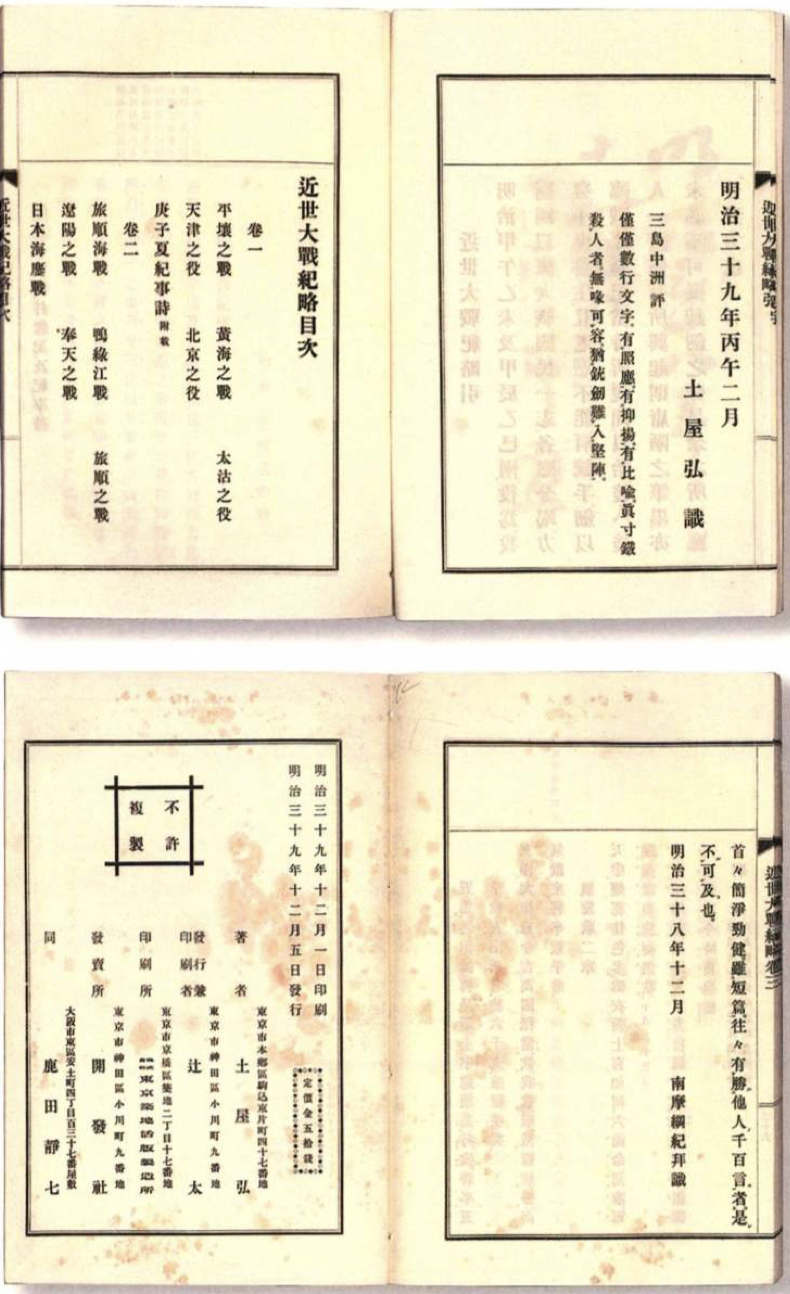 明治三十九年丙午二月
土屋弘識
三島中洲評
僅僅數行文字、有照應、有抑揚、有比喩、眞寸鐵
殺人者、無喙可容、猶銃劍難入堅陣、
近世大戰紀略目次
卷一
平壤之戰　黃海之戰　太沽之役
天津之役　北京之役
庚子夏紀事詩附載
卷二
旅順海戰　鴨綠江戰　旅順之戰
遼陽之戰　奉天之戰
日本海鏖戰
近世大戰紀略目次
近世大戰紀略卷三
首々簡淨勁健、雖短篇、往々有勝他人千百言者、是
不可及也、
明治三十八年十二月　南摩綱紀拜識
明治三十九年十二月一日印刷
明治三十九年十二月五日發行
定價金五拾錢
不許
複製
東京市本鄕區駒込東片町四十七番地
著者　土屋弘
東京市神田區小川町九番地
發行兼
印刷者　辻太
東京市京橋區築地二丁目十七番地
印刷所　東京築地活版製造所
東京市神田區小川町九番地
發賣所　開發社
大阪市東區安土町四丁目百三十七番屋敷
同　鹿田靜七